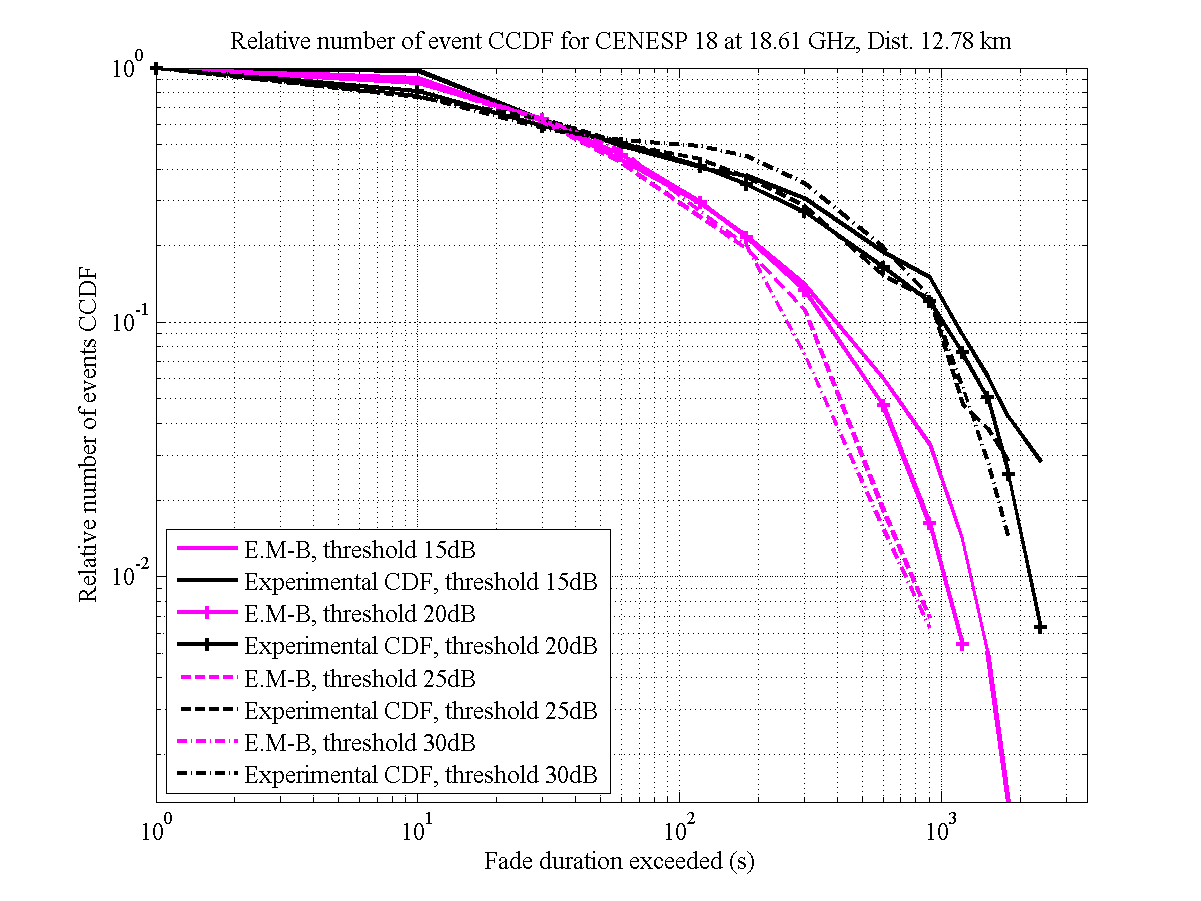 Relative number of event CCDF for CENESP 18 at 18.61 GHz, Dist. 12.78 km
10^0
10^-1
10^-2
Relative number of events CCDF
E.M-B, threshold 15dB
Experimental CDF, threshold 15dB
E.M-B, threshold 20dB
Experimental CDF, threshold 20dB
E.M-B, threshold 25dB
Experimental CDF, threshold 25dB
E.M-B, threshold 30dB
Experimental CDF, threshold 30dB
10^0 10^1 10^2 10^3
Fade duration exceeded (s)